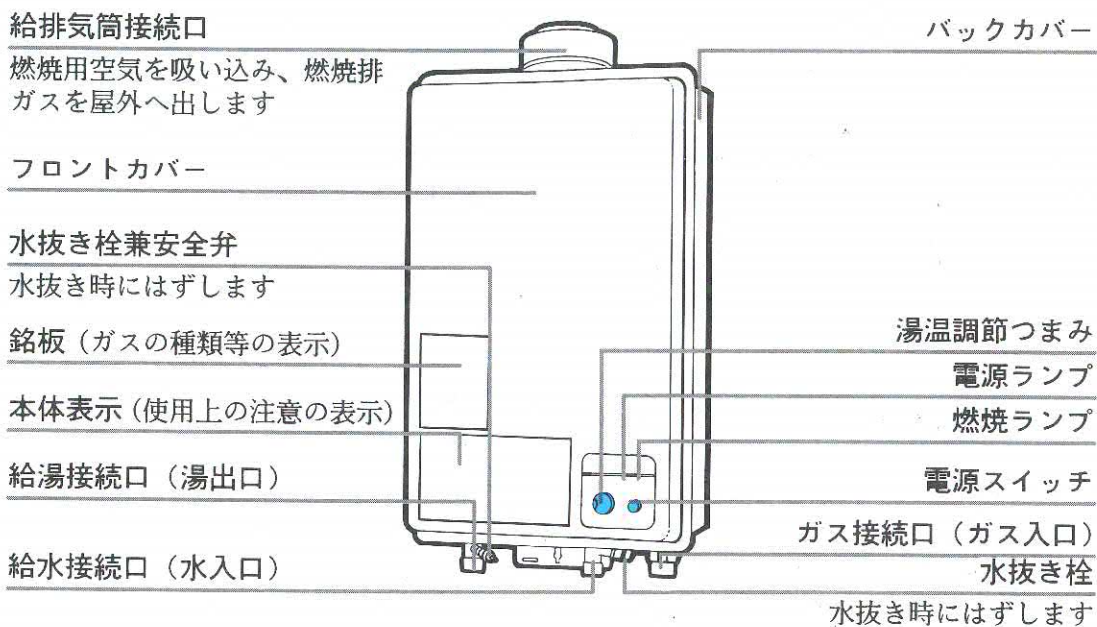 給排気筒接続口
燃焼用空気を吸い込み、燃焼排
ガスを屋外へ出します
フロントカバー
水抜き栓兼安全弁
水抜き時にはずします
銘板（ガスの種類等の表示）
本体表示（使用上の注意の表示）
給湯接続口（湯出口）
給水接続口（水入口）
バックカバー
湯温調節つまみ
電源ランプ
燃焼ランプ
電源スイッチ
ガス接続口（ガス入口）
水抜き栓
水抜き時にはずします